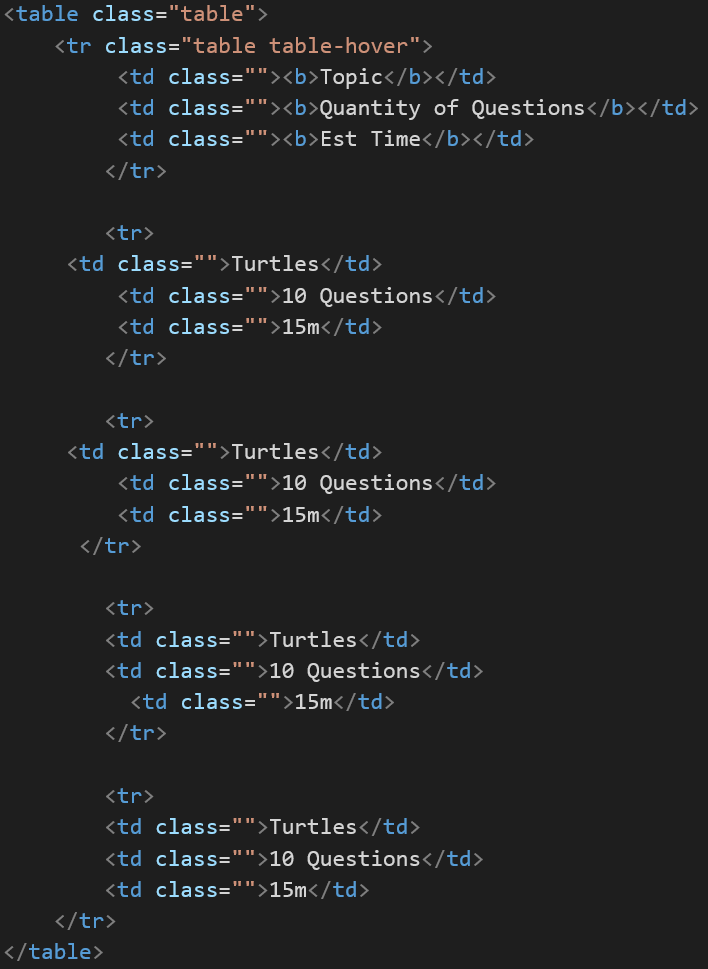 <table class="table">
    <tr class="table table-hover">
         <td class=""><b>Topic</b></td>
         <td class=""><b>Quantity of Questions</b></td>
         <td class=""><b>Est Time</b></td>
        </tr>

        <tr>
     <td class="">Turtles</td>
         <td class="">10 Questions</td>
         <td class="">15m</td>
        </tr>

        <tr>
     <td class="">Turtles</td>
         <td class="">10 Questions</td>
         <td class="">15m</td>
      </tr>

        <tr>
        <td class="">Turtles</td>
        <td class="">10 Questions</td>
          <td class="">15m</td>
        </tr>

        <tr>
        <td class="">Turtles</td>
        <td class="">10 Questions</td>
        <td class="">15m</td>
    </tr>
</table>